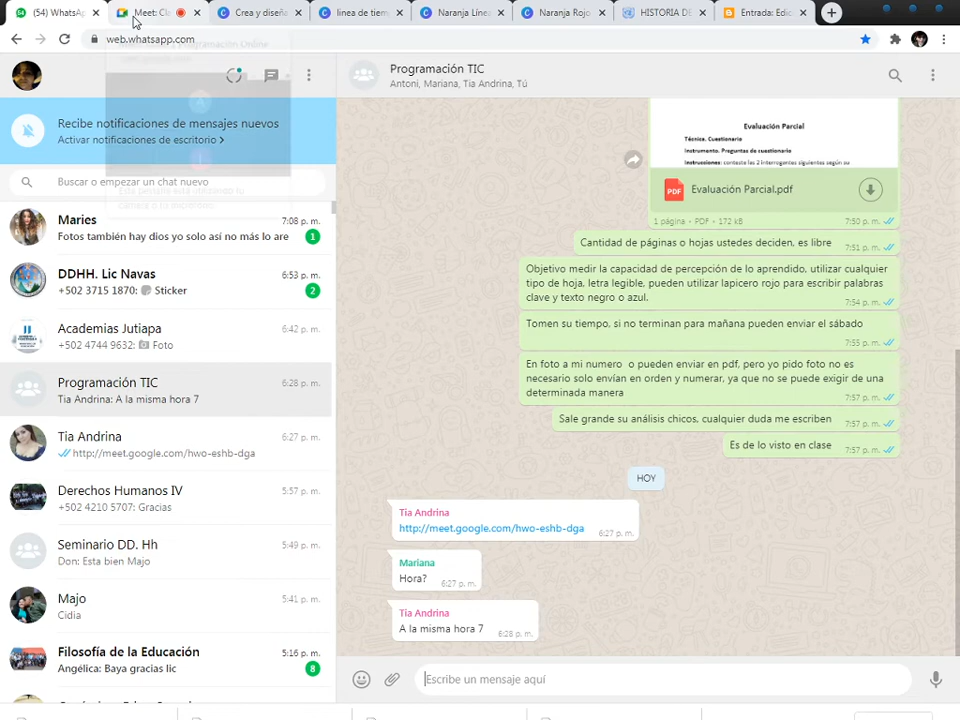 (54) WhatsAp
Meet: Cla
Crea y diseña
linea de tiem
Naranja Líne
Naranja Rojo
HISTORIA DE
Entrada: Edic
web.whatsapp.com
Programación TIC
Antoni, Mariana, Tia Andrina, Tú
Recibe notificaciones de mensajes nuevos
Activar notificaciones de escritorio >
Buscar o empezar un chat nuevo
Maries
7:08 p. m.
Fotos también hay dios yo solo así no más lo are
1
DDHH. Lic Navas
6:53 p. m.
+502 3715 1870: Sticker
2
Academias Jutiapa
6:42 p. m.
+502 4744 9632: Foto
Programación TIC
6:28 p. m.
Tia Andrina: A la misma hora 7
Tia Andrina
6:27 p. m.
http://meet.google.com/hwo-eshb-dga
Derechos Humanos IV
5:57 p. m.
+502 4210 5707: Gracias
Seminario DD. Hh
5:49 p. m.
Don: Esta bien Majo
Majo
5:41 p. m.
Cidia
Filosofía de la Educación
5:16 p. m.
Angélica: Baya gracias lic
8
Evaluación Parcial
Técnica. Cuestionario
Instrumento. Preguntas de cuestionario
Instrucciones: conteste las 2 interrogantes siguientes según su
PDF
Evaluación Parcial.pdf
1 página • PDF • 172 kB
7:50 p. m.
Cantidad de páginas o hojas ustedes deciden, es libre
7:51 p. m.
Objetivo medir la capacidad de percepción de lo aprendido, utilizar cualquier
tipo de hoja, letra legible, pueden utilizar lapicero rojo para escribir palabras
clave y texto negro o azul.
7:54 p. m.
Tomen su tiempo, si no terminan para mañana pueden enviar el sábado
7:55 p. m.
En foto a mi numero o pueden enviar en pdf, pero yo pido foto no es
necesario solo envían en orden y numerar, ya que no se puede exigir de una
determinada manera
7:57 p. m.
Sale grande su análisis chicos, cualquier duda me escriben
7:57 p. m.
Es de lo visto en clase
7:57 p. m.
HOY
Tia Andrina
http://meet.google.com/hwo-eshb-dga
6:27 p. m.
Mariana
Hora?
6:27 p. m.
Tia Andrina
A la misma hora 7
6:28 p. m.
Escribe un mensaje aquí